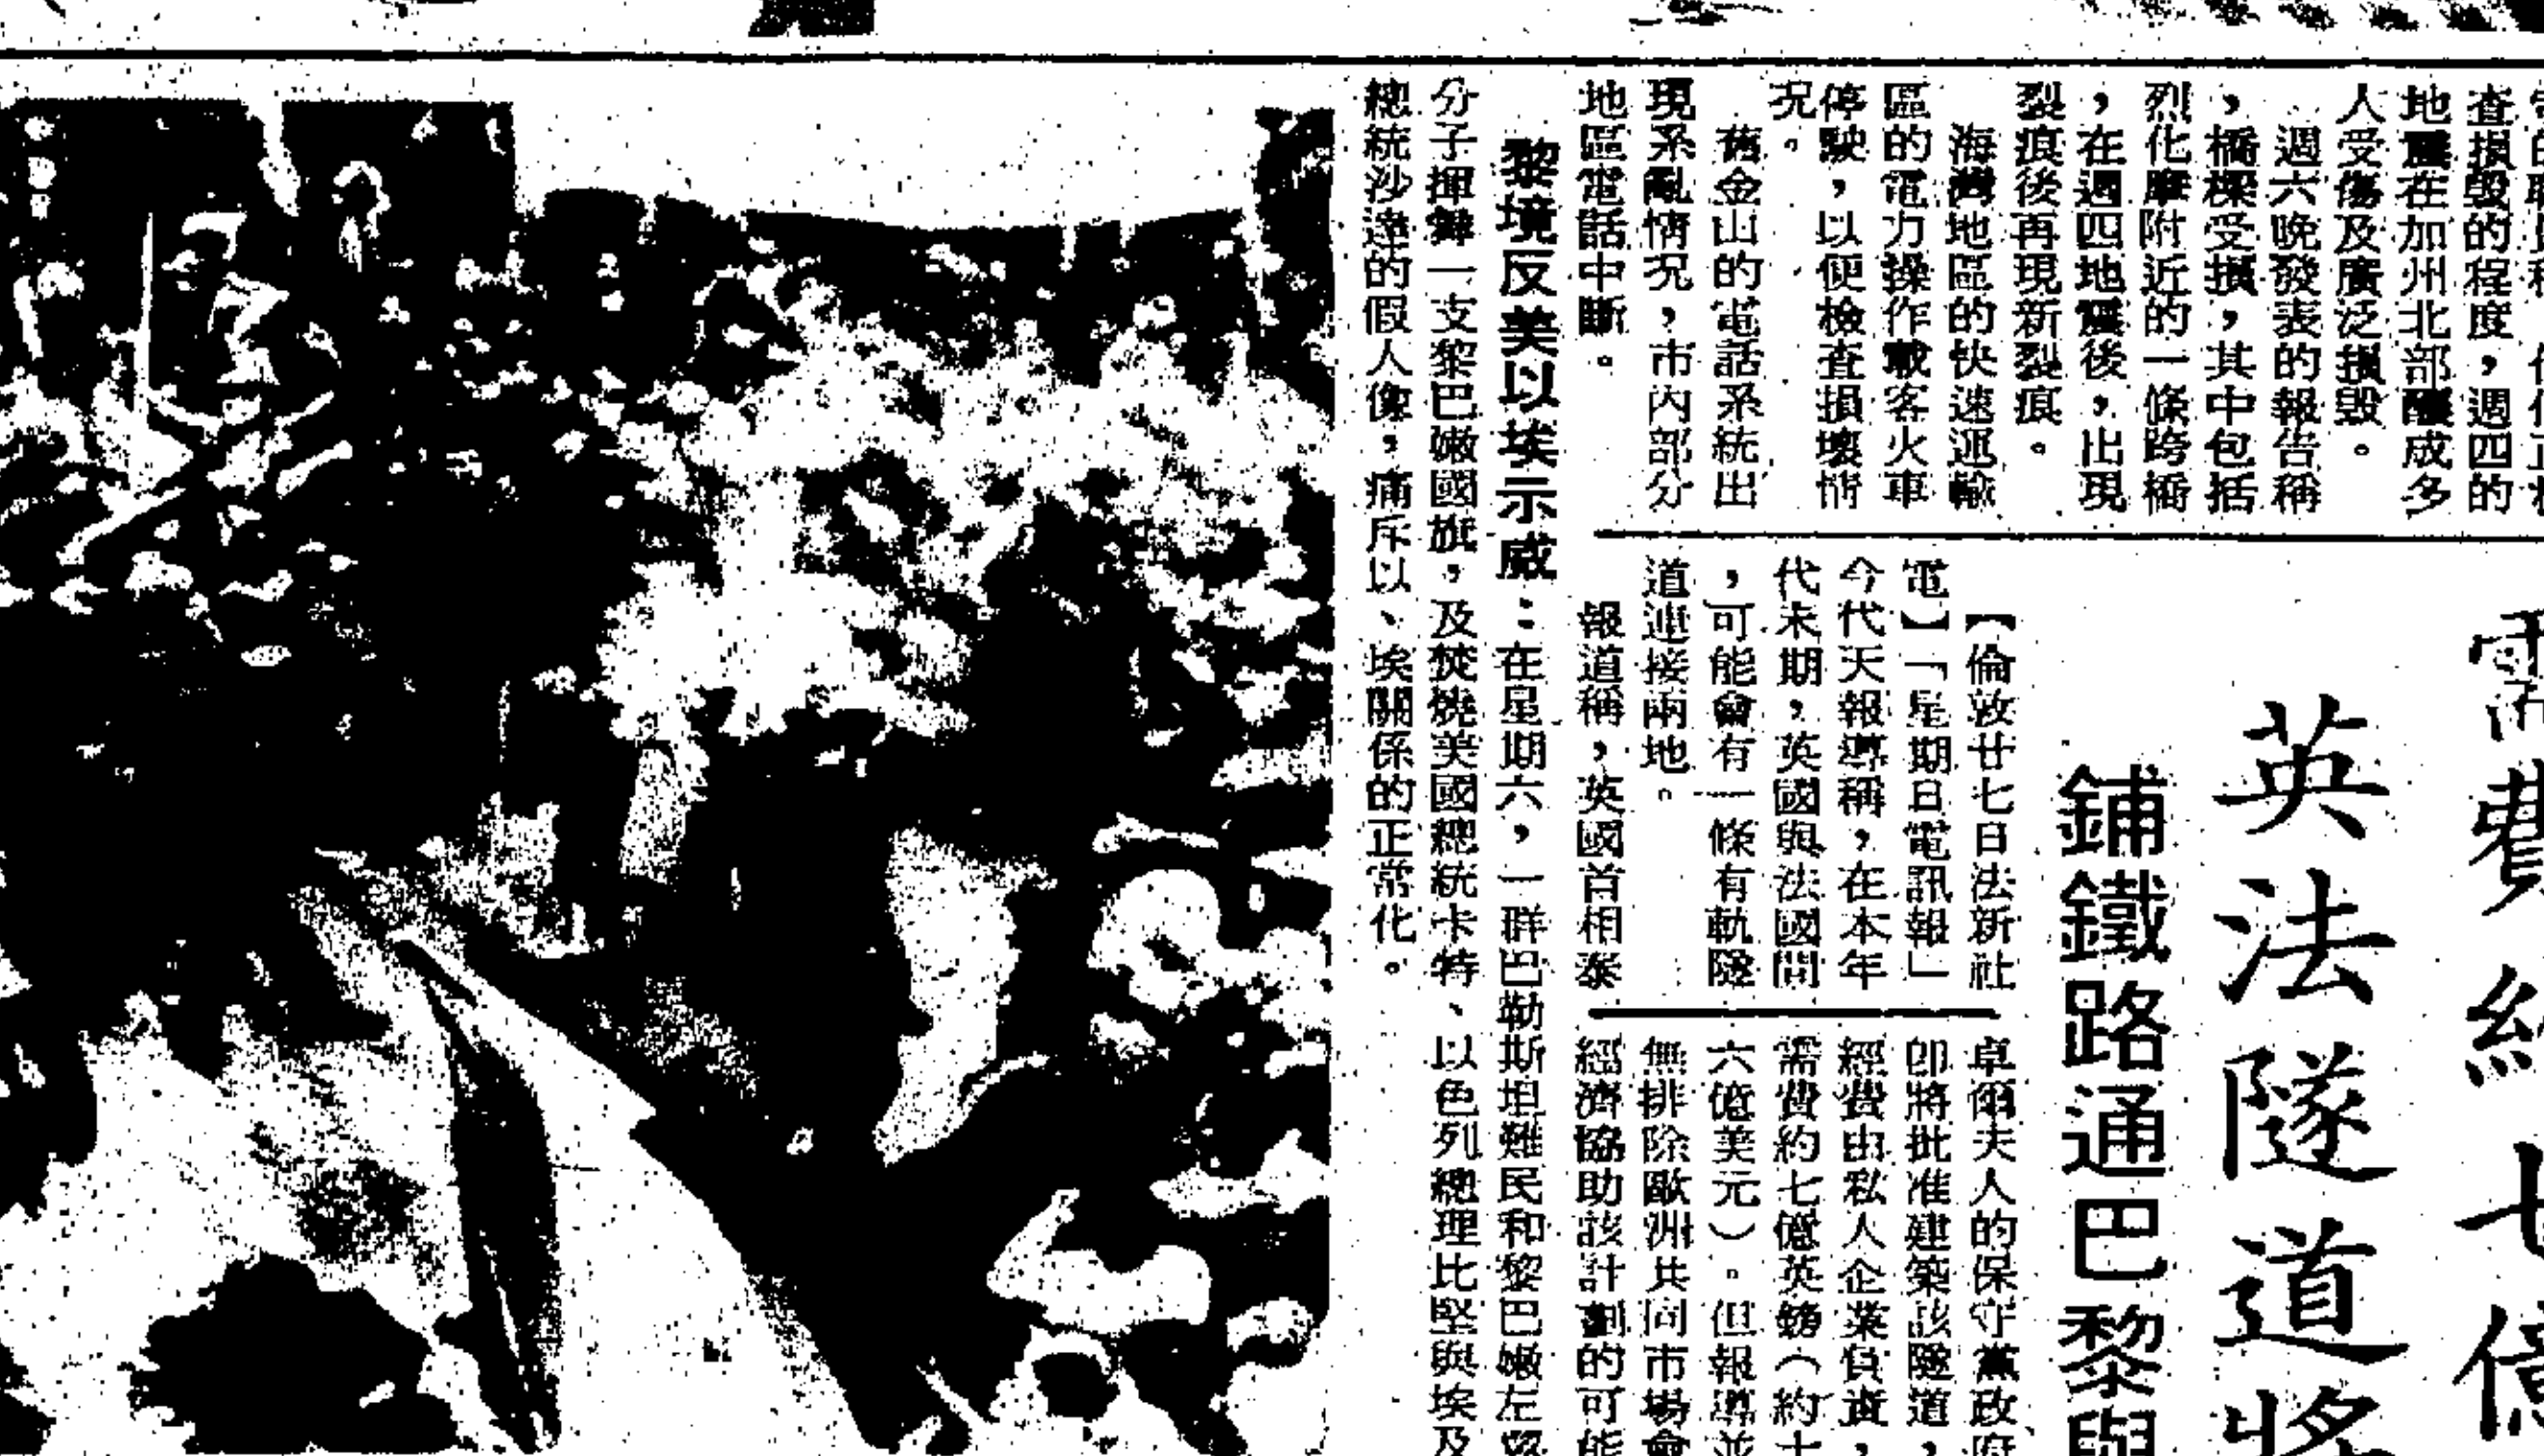 查損毀的程度，週四的
地震在加州北部釀成多
人受傷及廣泛損毀。
週六晚發表的報告稱
，橋樑受損，其中包括
烈化摩附近的一條跨橋
，在週四地震後，出現
裂痕後再現新裂痕。
海灣地區的快速運輸
區的電力操作載客火車
停駛，以便檢查損壞情
況。
舊金山的電話系統出
現系亂情況，市內部分
地區電話中斷。
英法隧道將
鋪鐵路通巴黎與
【倫敦廿七日法新社
電】「星期日電訊報」
今代天報導稱，在本年
代末期，英國與法國間
，可能會有一條有軌隧
道連接兩地。
報道稱，英國首相泰
卓爾夫人的保守黨政府
卽將批准建築該隧道，
經費由私人企業負責，
需費約七億英鎊（約十
六億美元）。但報導並
無排除歐洲共同市場會
經濟協助該計劃的可能
黎境反美以埃示威：在星期六，一群巴勒斯坦難民和黎巴嫩左翼
分子揮舞一支黎巴嫩國旗，及焚燒美國總統卡特、以色列總理比堅與埃及
總統沙達的假人像，痛斥以、埃關係的正常化。